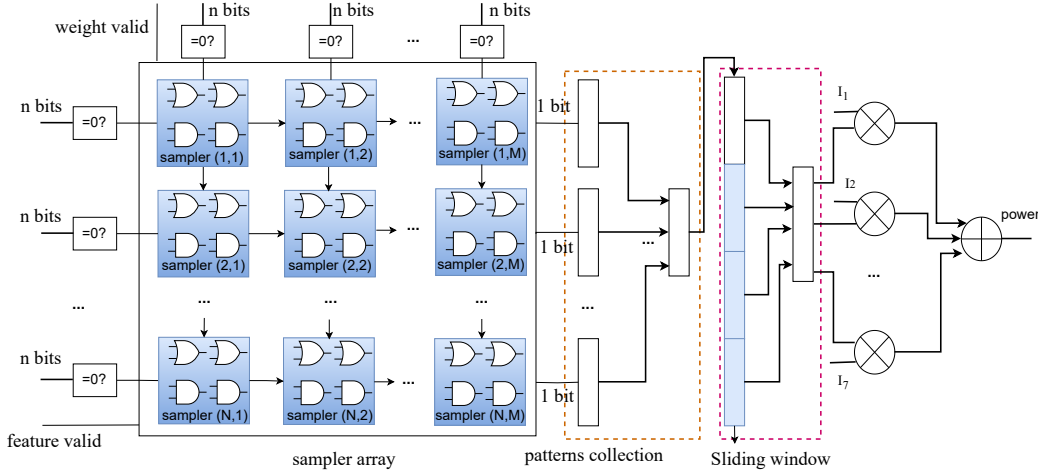 n bits n bits n bits
weight valid
=0? =0? ... =0?
n bits =0? sampler (1,1) sampler (1,2) ... sampler (1,M) 1 bit
I1
n bits =0? sampler (2,1) sampler (2,2) ... sampler (2,M) 1 bit
...
I2
power
... ... ... ... ... ...
n bits =0? sampler (N,1) sampler (N,2) ... sampler (N,M) 1 bit
I7
feature valid
sampler array patterns collection Sliding window